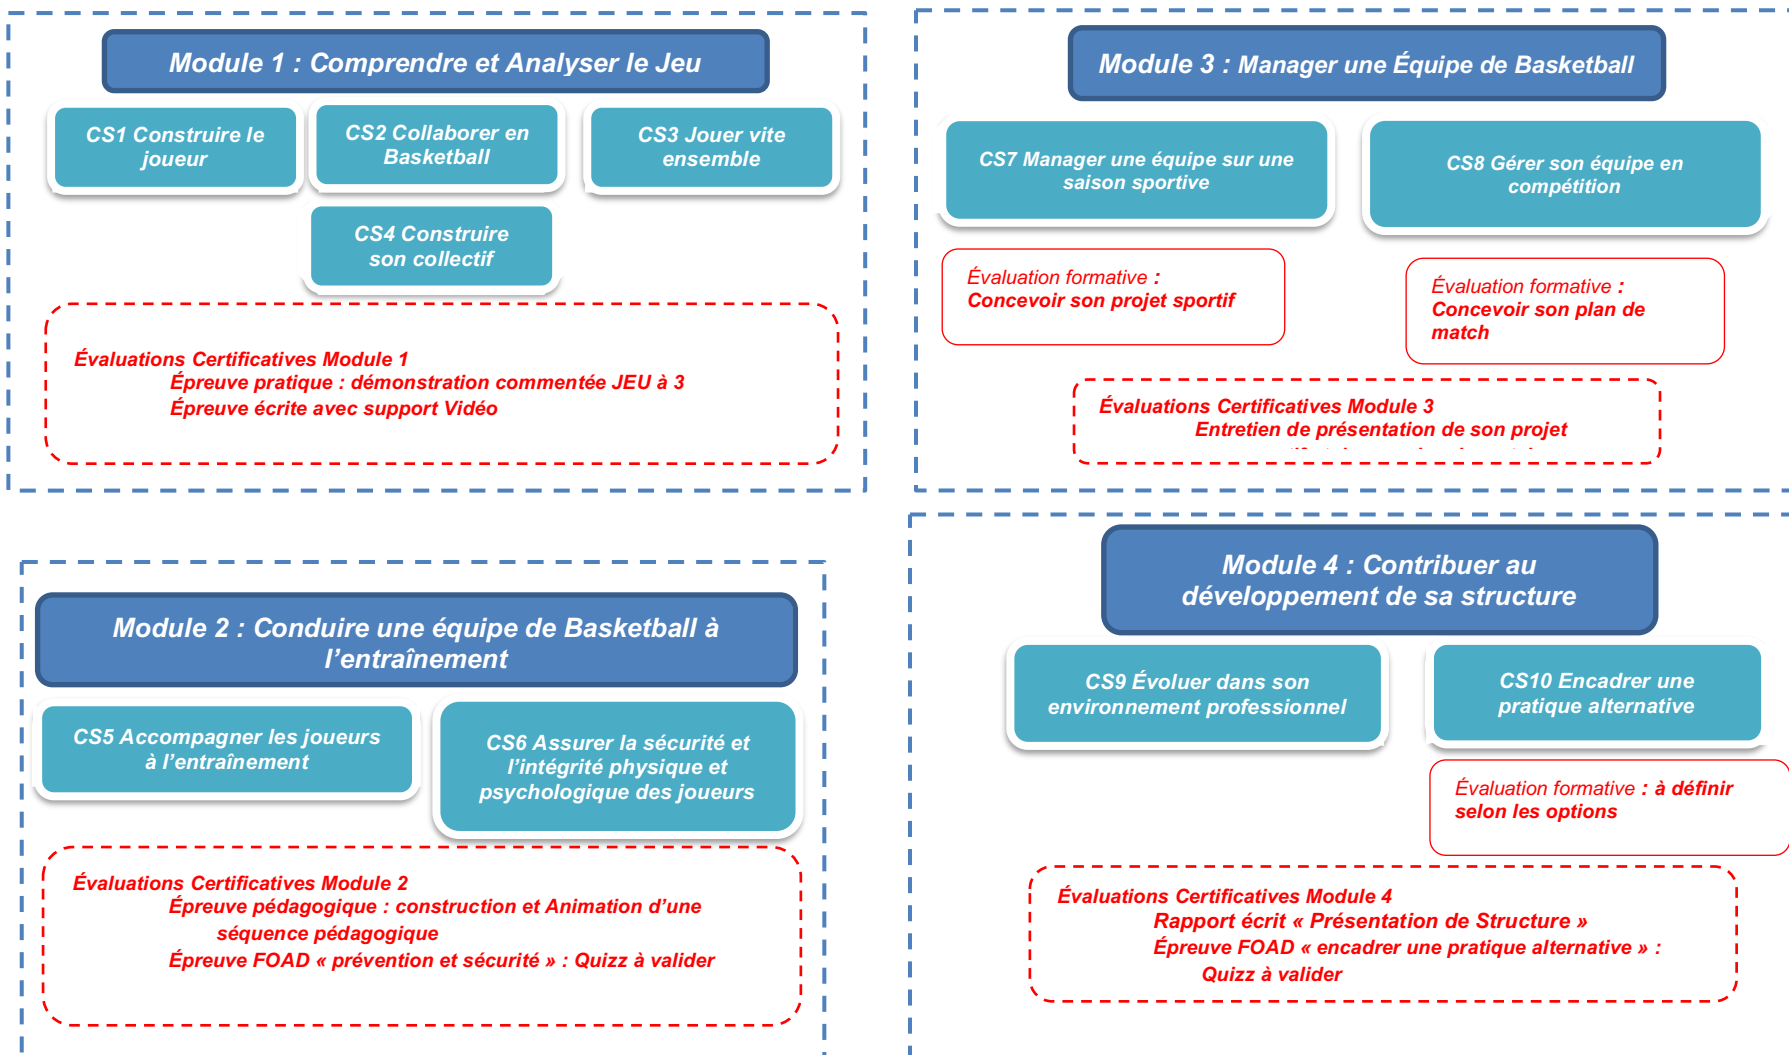 Module 1 : Comprendre et Analyser le Jeu
CS1 Construire le
joueur
CS2 Collaborer en
Basketball
CS3 Jouer vite
ensemble
CS4 Construire
son collectif
Évaluations Certificatives Module 1
Épreuve pratique : démonstration commentée JEU à 3
Épreuve écrite avec support Vidéo
Module 2 : Conduire une équipe de Basketball à
l’entraînement
CS5 Accompagner les joueurs
à l’entraînement
CS6 Assurer la sécurité et
l’intégrité physique et
psychologique des joueurs
Évaluations Certificatives Module 2
Épreuve pédagogique : construction et Animation d’une
séquence pédagogique
Épreuve FOAD « prévention et sécurité » : Quizz à valider
Module 3 : Manager une Équipe de Basketball
CS7 Manager une équipe sur une
saison sportive
CS8 Gérer son équipe en
compétition
Évaluation formative :
Concevoir son projet sportif
Évaluation formative :
Concevoir son plan de
match
Évaluations Certificatives Module 3
Entretien de présentation de son projet
Module 4 : Contribuer au
développement de sa structure
CS9 Évoluer dans son
environnement professionnel
CS10 Encadrer une
pratique alternative
Évaluation formative : à définir
selon les options
Évaluations Certificatives Module 4
Rapport écrit « Présentation de Structure »
Épreuve FOAD « encadrer une pratique alternative » :
Quizz à valider